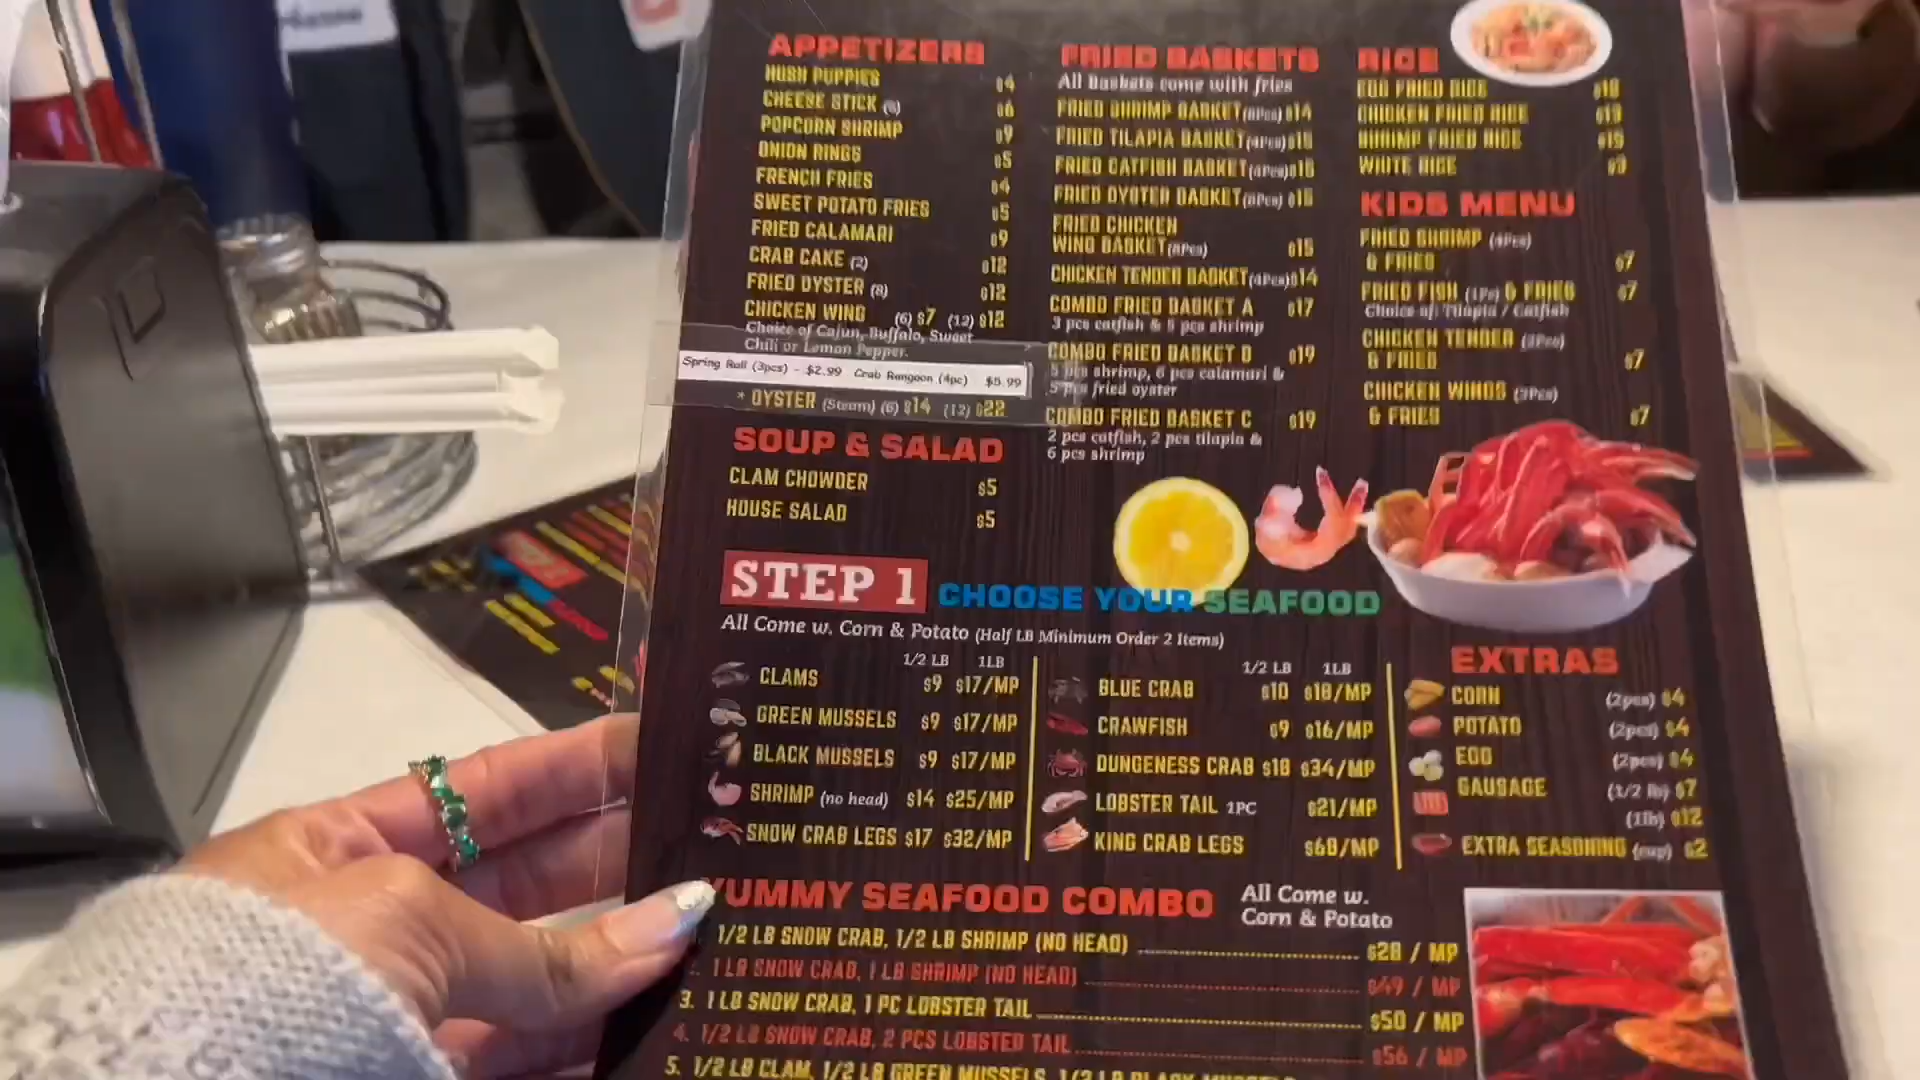 APPETIZERS
HUSH PUPPIES $4
CHEESE STICK (6) $6
POPCORN SHRIMP $9
ONION RINGS $5
FRENCH FRIES $4
SWEET POTATO FRIES $5
FRIED CALAMARI $9
CRAB CAKE (2) $12
FRIED OYSTER (8) $12
CHICKEN WING (6) $7 (12) $12
Choice of Cajun, Buffalo, Sweet
Chili or Lemon Pepper.
Spring Roll (3pcs) - $2.99 Crab Rangoon (4pc) $5.99
* OYSTER (Steam) (6) $14 (12) $22
SOUP & SALAD
CLAM CHOWDER $5
HOUSE SALAD $5
FRIED BASKETS
All Baskets come with fries
FRIED SHRIMP BASKET (8Pcs) $14
FRIED TILAPIA BASKET (4Pcs) $15
FRIED CATFISH BASKET (4Pcs) $15
FRIED OYSTER BASKET (8Pcs) $15
FRIED CHICKEN
WING BASKET (8Pcs) $15
CHICKEN TENDER BASKET (4Pcs) $14
COMBO FRIED BASKET A $17
3 pcs catfish & 5 pcs shrimp
COMBO FRIED BASKET B $19
5 pcs shrimp, 6 pcs calamari &
5 pcs fried oyster
COMBO FRIED BASKET C $19
2 pcs catfish, 2 pcs tilapia &
6 pcs shrimp
RICE
EGG FRIED RICE
CHICKEN FRIED RICE
SHRIMP FRIED RICE
WHITE RICE $3
KIDS MENU
FRIED SHRIMP (4Pcs)
& FRIES $7
FRIED FISH (1Pc) & FRIES $7
Choice of: Tilapia / Catfish
CHICKEN TENDER (2Pcs)
& FRIES $7
CHICKEN WINGS (3Pcs)
& FRIES $7
STEP 1 CHOOSE YOUR SEAFOOD
All Come w. Corn & Potato (Half LB Minimum Order 2 Items)
1/2 LB 1LB
CLAMS $9 $17/MP
GREEN MUSSELS $9 $17/MP
BLACK MUSSELS $9 $17/MP
SHRIMP (no head) $14 $25/MP
SNOW CRAB LEGS $17 $32/MP
1/2 LB 1LB
BLUE CRAB $10 $18/MP
CRAWFISH $9 $16/MP
DUNGENESS CRAB $18 $34/MP
LOBSTER TAIL 1PC $21/MP
KING CRAB LEGS $68/MP
EXTRAS
CORN (2pcs) $4
POTATO (2pcs) $4
EGG (2pcs) $4
SAUSAGE (1/2 lb) $7
(1lb) $12
EXTRA SEASONING (cup) $2
YUMMY SEAFOOD COMBO All Come w.
Corn & Potato
1/2 LB SNOW CRAB, 1/2 LB SHRIMP (NO HEAD) $28 / MP
2. 1 LB SNOW CRAB, 1 LB SHRIMP (NO HEAD) $49 / MP
3. 1 LB SNOW CRAB, 1 PC LOBSTER TAIL $50 / MP
4. 1/2 LB SNOW CRAB, 2 PCS LOBSTER TAIL $56 / MP
5. 1/2 LB CLAM, 1/2 LB GREEN MUSSELS, 1/2 LB BLACK MUSSELS